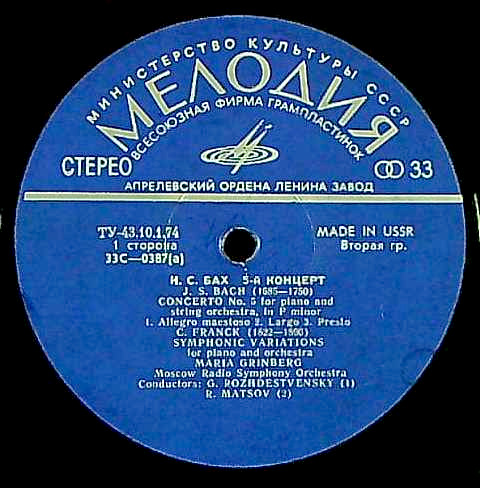 МИНИСТЕРСТВО КУЛЬТУРЫ СССР
МЕЛОДИЯ
ВСЕСОЮЗНАЯ ФИРМА ГРАМПЛАСТИНОК
СТЕРЕО 33
АПРЕЛЕВСКИЙ ОРДЕНА ЛЕНИНА ЗАВОД
ТУ-43.10.1.74 MADE IN USSR
1 сторона Вторая гр.
33С—0387(а)
И. С. БАХ 5-й КОНЦЕРТ
J. S. BACH (1685-1750)
CONCERTO No. 5 for piano and
string orchestra, in F minor
1. Allegro maestoso 2. Largo 3. Presto
C. FRANCK (1822—1890)
SYMPHONIC VARIATIONS
for piano and orchestra
MARIA GRINBERG
Moscow Radio Symphony Orchestra
Conductors: G. ROZHDESTVENSKY (1)
R. MATSOV (2)